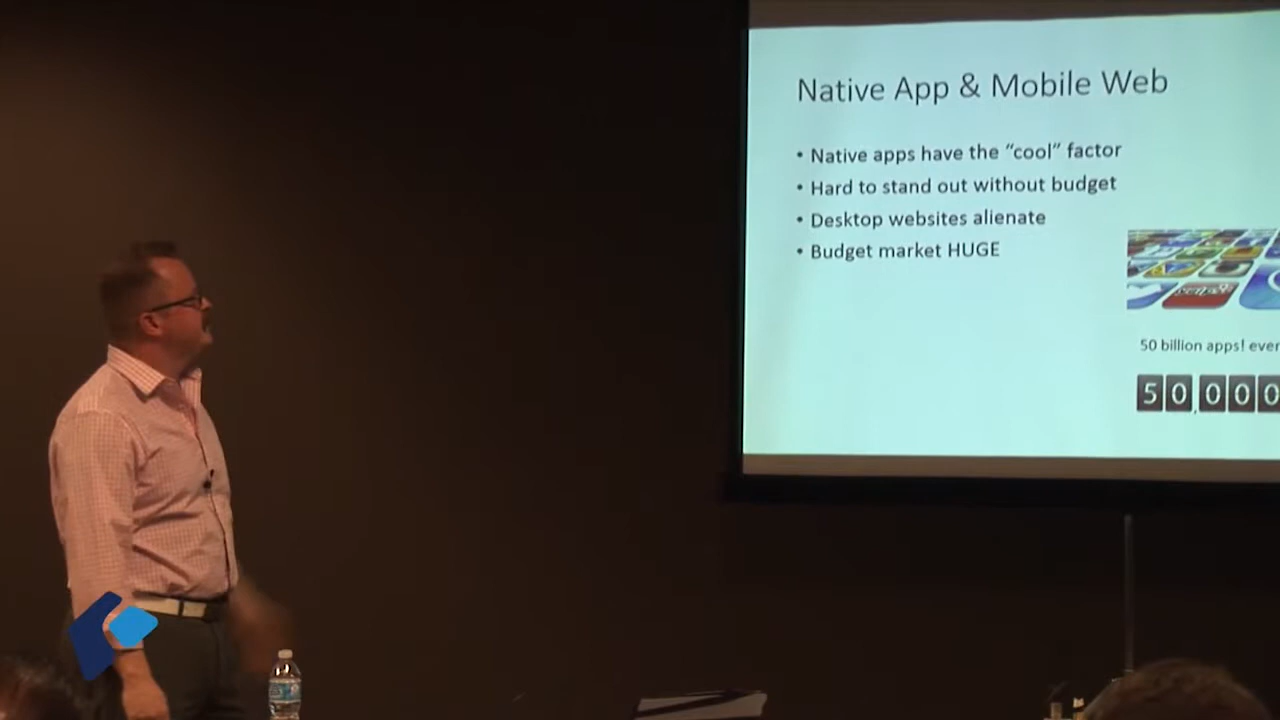 Native App & Mobile Web
• Native apps have the “cool” factor
• Hard to stand out without budget
• Desktop websites alienate
• Budget market HUGE
50 billion apps! ever
50,000